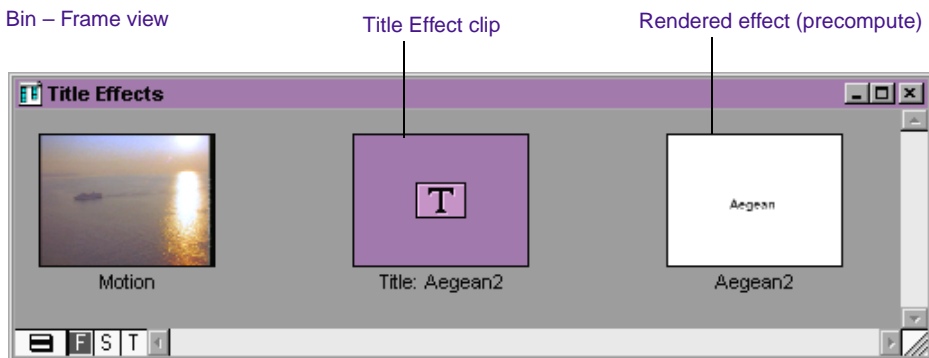 Bin – Frame view
Title Effect clip
Rendered effect (precompute)
Title Effects
T
Aegean
Motion
Title: Aegean2
Aegean2
F S T